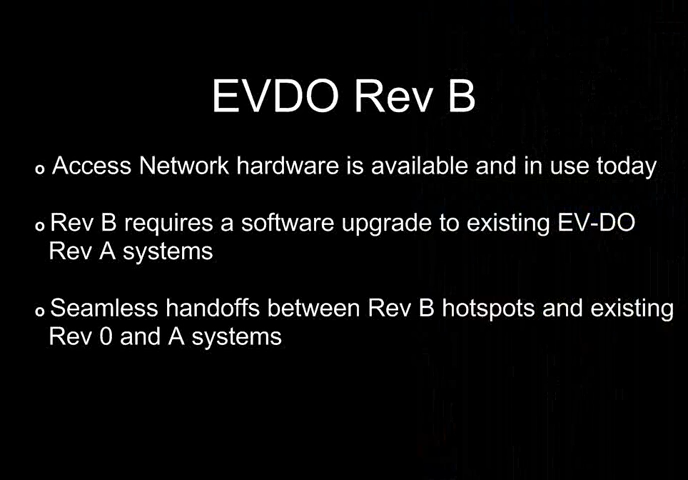 EVDO Rev B
o Access Network hardware is available and in use today
o Rev B requires a software upgrade to existing EV-DO
Rev A systems
o Seamless handoffs between Rev B hotspots and existing
Rev 0 and A systems